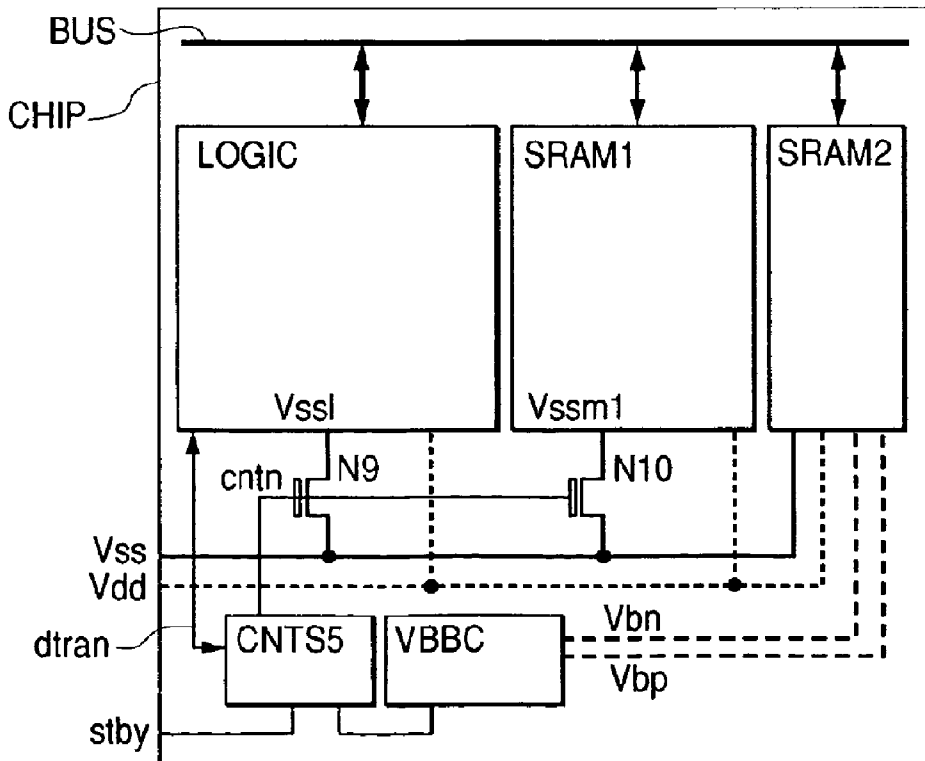 BUS
CHIP
LOGIC
SRAM1
SRAM2
Vssl
Vssm1
cntn
N9
N10
Vss
Vdd
dtran
CNTS5
VBBC
Vbn
Vbp
stby